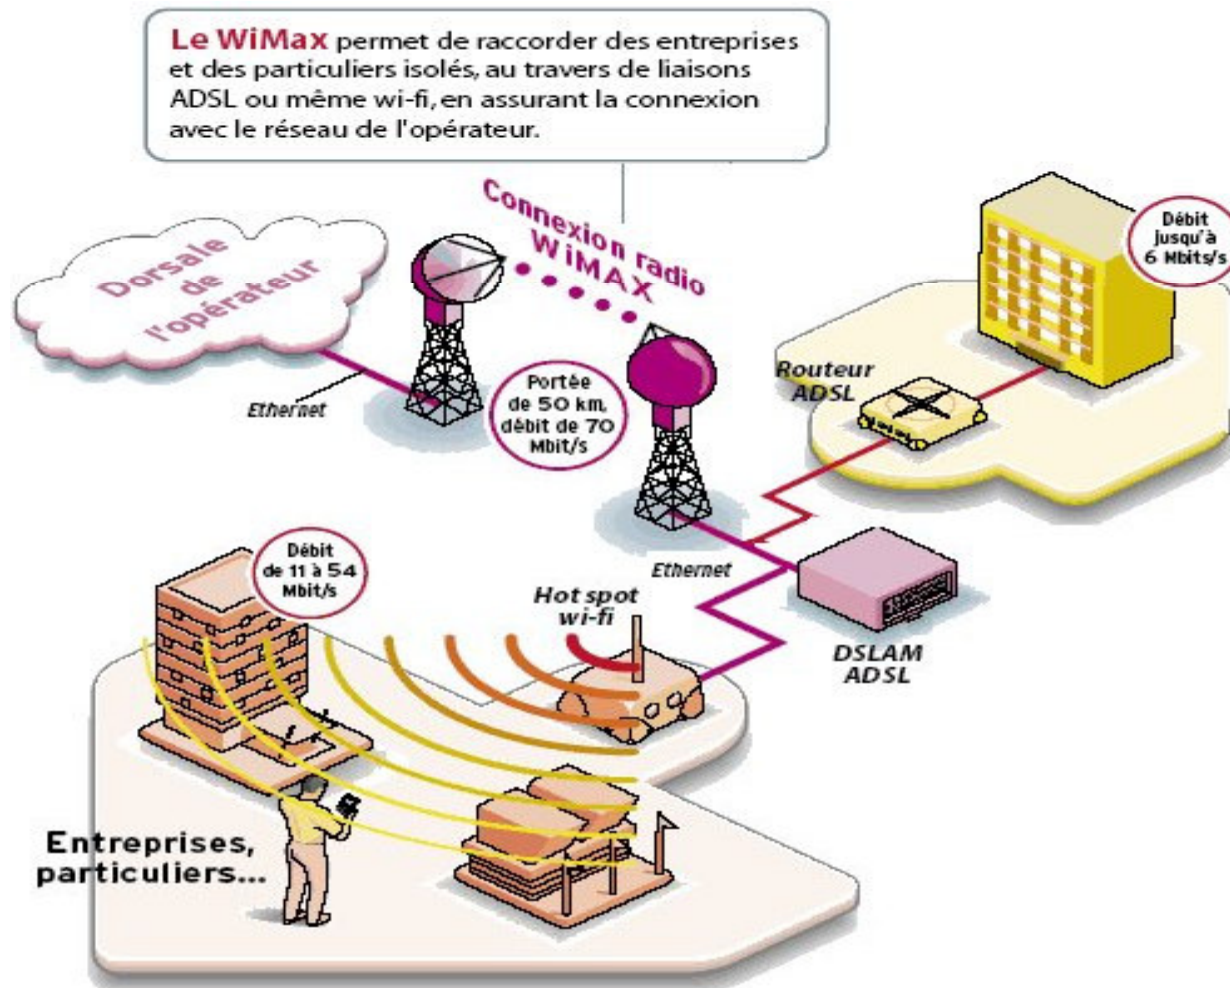 Le WiMax permet de raccorder des entreprises
et des particuliers isolés, au travers de liaisons
ADSL ou même wi-fi, en assurant la connexion
avec le réseau de l'opérateur.
Connexion radio
WiMAX
Dorsale
de
l'opérateur
Ethernet
Portée
de 50 km,
débit de 70
Mbit/s
Débit
jusqu'à
6 Mbits/s
Routeur
ADSL
Ethernet
DSLAM
ADSL
Débit
de 11 à 54
Mbit/s
Hot spot
wi-fi
Entreprises,
particuliers...